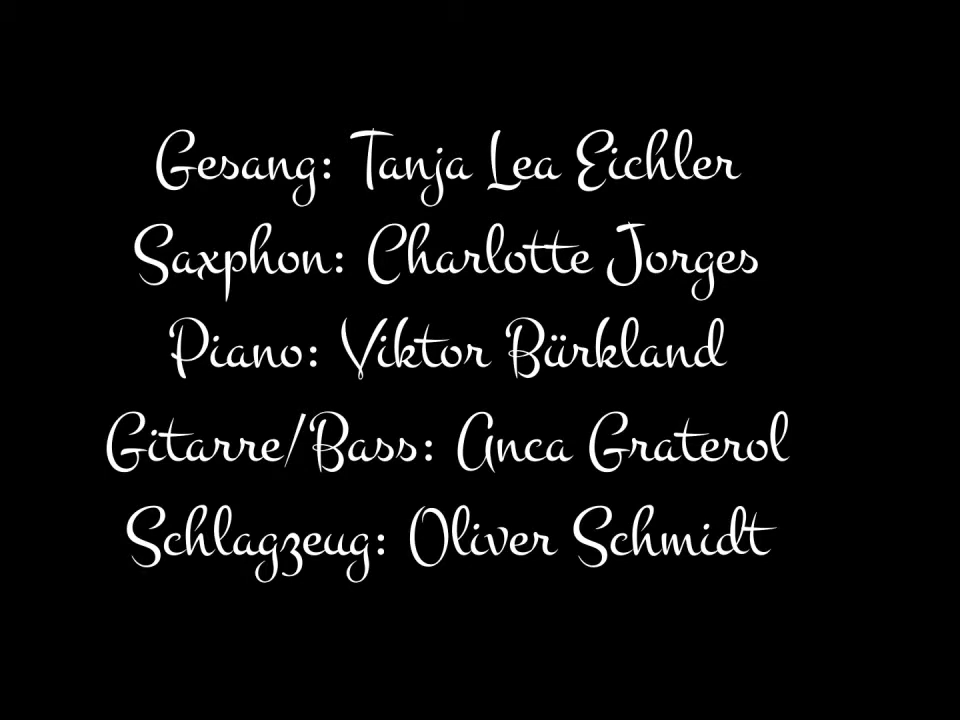 Gesang: Tanja Lea Eichler
Saxphon: Charlotte Jorges
Piano: Viktor Bürkland
Gitarre/Bass: Anca Graterol
Schlagzeug: Oliver Schmidt